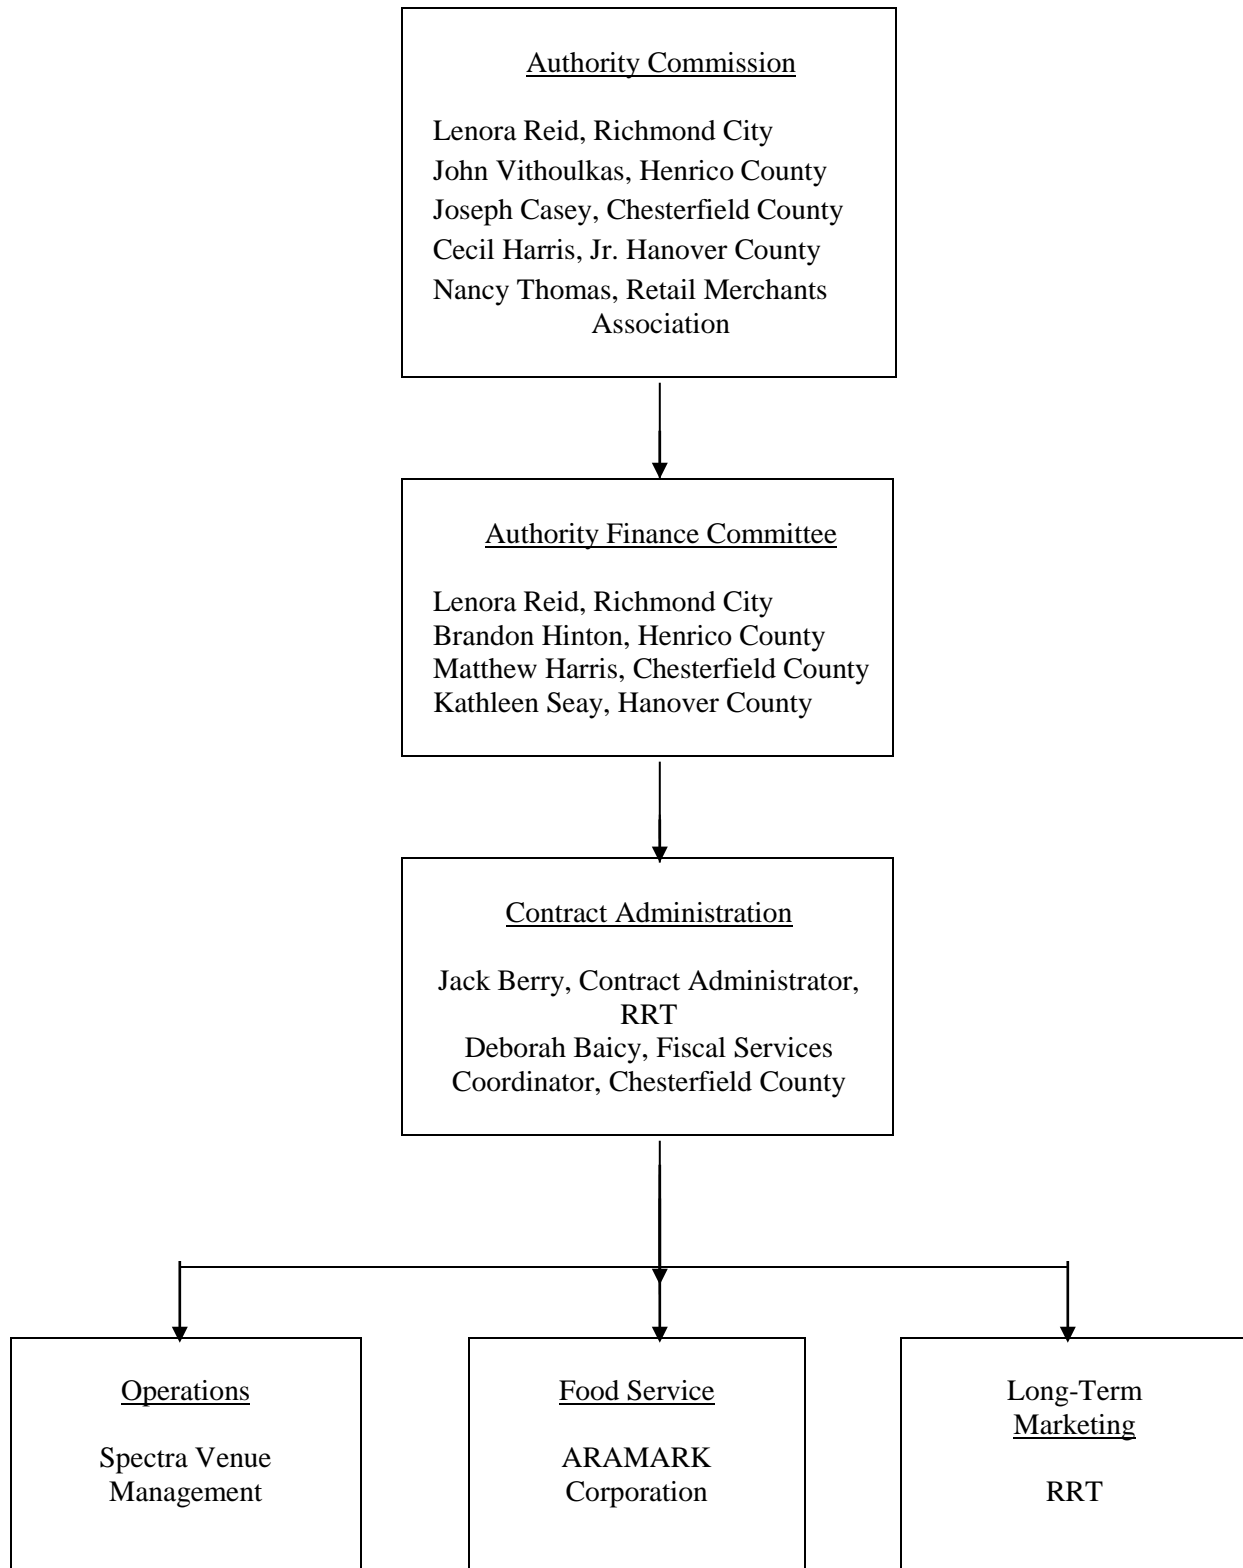 Authority Commission
Lenora Reid, Richmond City
John Vithoulkas, Henrico County
Joseph Casey, Chesterfield County
Cecil Harris, Jr. Hanover County
Nancy Thomas, Retail Merchants
Association
Authority Finance Committee
Lenora Reid, Richmond City
Brandon Hinton, Henrico County
Matthew Harris, Chesterfield County
Kathleen Seay, Hanover County
Contract Administration
Jack Berry, Contract Administrator,
RRT
Deborah Baicy, Fiscal Services
Coordinator, Chesterfield County
Operations
Spectra Venue
Management
Food Service
ARAMARK
Corporation
Long-Term
Marketing
RRT